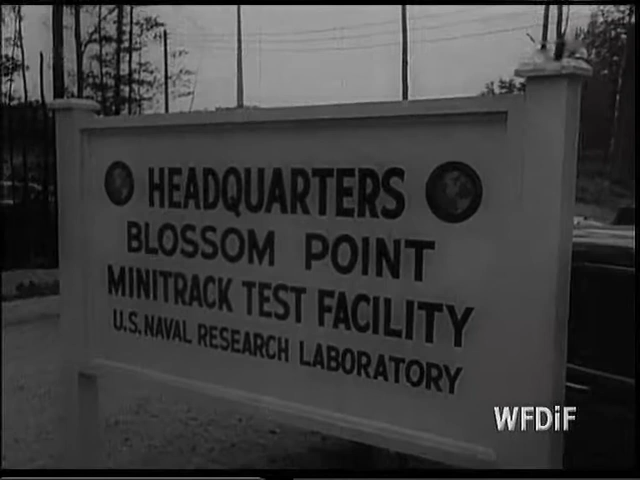 HEADQUARTERS
BLOSSOM POINT
MINITRACK TEST FACILITY
U.S. NAVAL RESEARCH LABORATORY
WFDiF